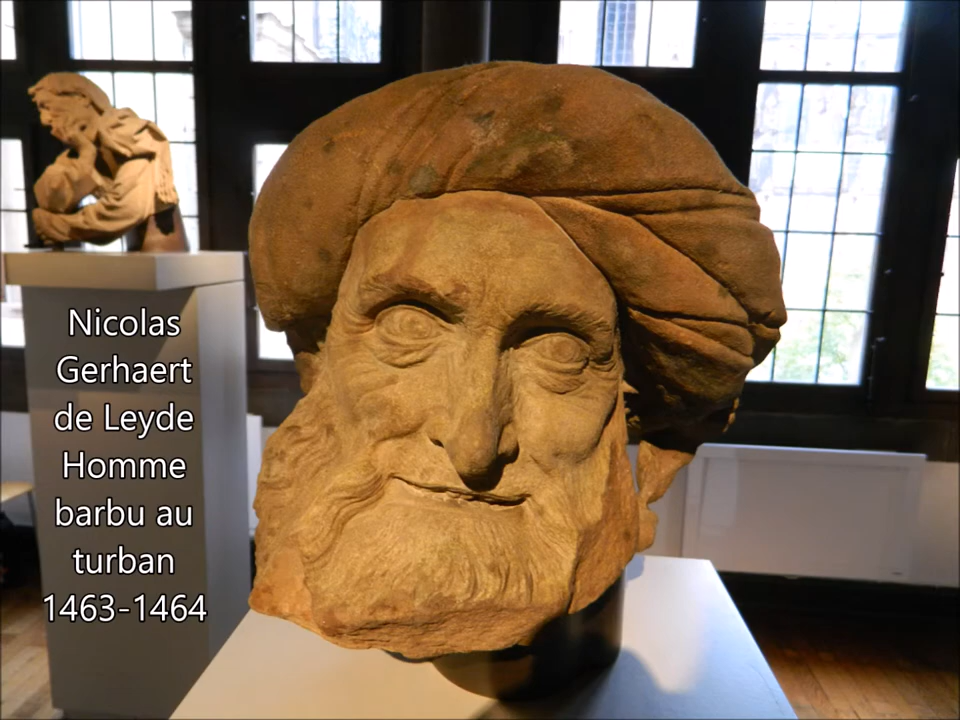 Nicolas
Gerhaert
de Leyde
Homme
barbu au
turban
1463-1464